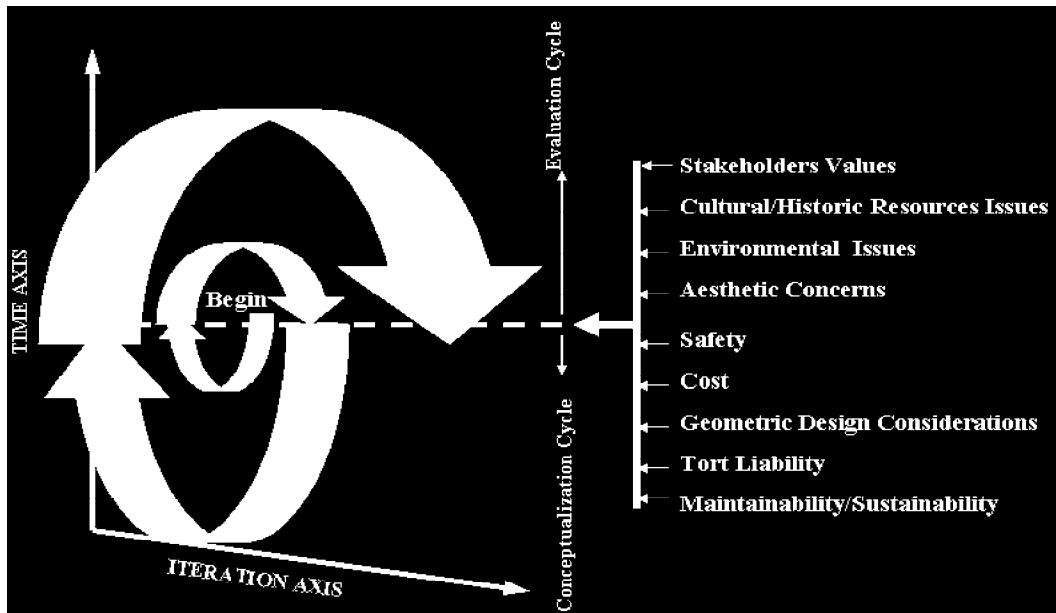 TIME AXIS
Begin
ITERATION AXIS
Evaluation Cycle
Conceptualization Cycle
Stakeholders Values
Cultural/Historic Resources Issues
Environmental Issues
Aesthetic Concerns
Safety
Cost
Geometric Design Considerations
Tort Liability
Maintainability/Sustainability